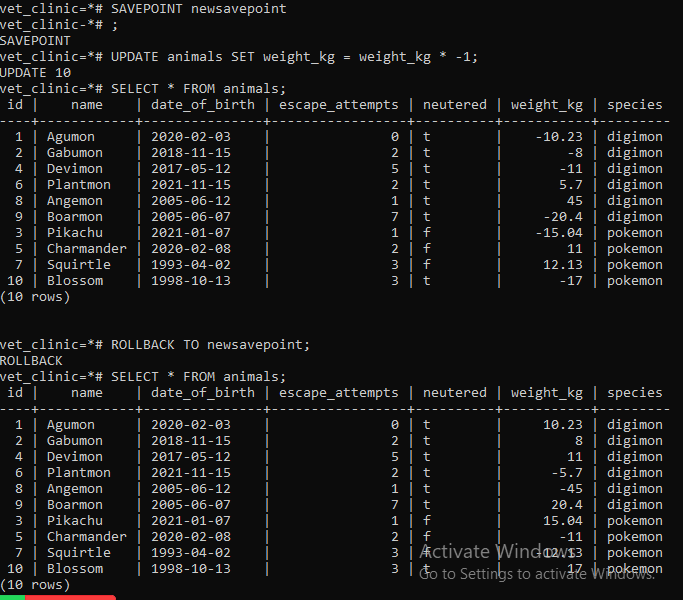 vet_clinic=*# SAVEPOINT newsavepoint
vet_clinic-*# ;
SAVEPOINT
vet_clinic=*# UPDATE animals SET weight_kg = weight_kg * -1;
UPDATE 10
vet_clinic=*# SELECT * FROM animals;
 id |    name    | date_of_birth | escape_attempts | neutered | weight_kg | species
----+------------+---------------+-----------------+----------+-----------+---------
  1 | Agumon     | 2020-02-03    |               0 | t        |    -10.23 | digimon
  2 | Gabumon    | 2018-11-15    |               2 | t        |        -8 | digimon
  4 | Devimon    | 2017-05-12    |               5 | t        |       -11 | digimon
  6 | Plantmon   | 2021-11-15    |               2 | t        |       5.7 | digimon
  8 | Angemon    | 2005-06-12    |               1 | t        |        45 | digimon
  9 | Boarmon    | 2005-06-07    |               7 | t        |     -20.4 | digimon
  3 | Pikachu    | 2021-01-07    |               1 | f        |    -15.04 | pokemon
  5 | Charmander | 2020-02-08    |               2 | f        |        11 | pokemon
  7 | Squirtle   | 1993-04-02    |               3 | f        |     12.13 | pokemon
 10 | Blossom    | 1998-10-13    |               3 | t        |       -17 | pokemon
(10 rows)
vet_clinic=*# ROLLBACK TO newsavepoint;
ROLLBACK
vet_clinic=*# SELECT * FROM animals;
 id |    name    | date_of_birth | escape_attempts | neutered | weight_kg | species
----+------------+---------------+-----------------+----------+-----------+---------
  1 | Agumon     | 2020-02-03    |               0 | t        |     10.23 | digimon
  2 | Gabumon    | 2018-11-15    |               2 | t        |         8 | digimon
  4 | Devimon    | 2017-05-12    |               5 | t        |        11 | digimon
  6 | Plantmon   | 2021-11-15    |               2 | t        |      -5.7 | digimon
  8 | Angemon    | 2005-06-12    |               1 | t        |       -45 | digimon
  9 | Boarmon    | 2005-06-07    |               7 | t        |      20.4 | digimon
  3 | Pikachu    | 2021-01-07    |               1 | f        |     15.04 | pokemon
  5 | Charmander | 2020-02-08    |               2 | f        |       -11 | pokemon
  7 | Squirtle   | 1993-04-02    |               3 | f        |    -12.13 | pokemon
 10 | Blossom    | 1998-10-13    |               3 | t        |        17 | pokemon
(10 rows)
Activate Windows
Go to Settings to activate Windows.